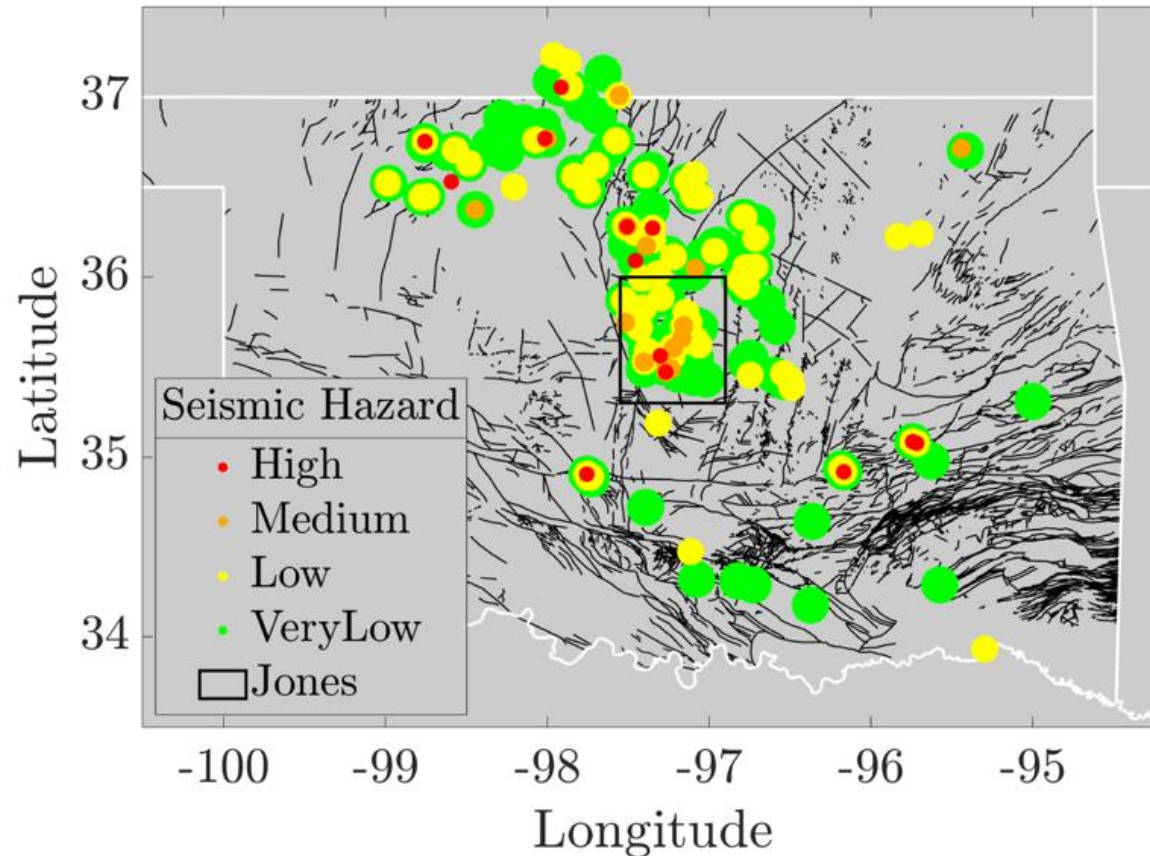 Latitude
37
36
35
34
Seismic Hazard
High
Medium
Low
VeryLow
Jones
-100
-99
-98
-97
-96
-95
Longitude